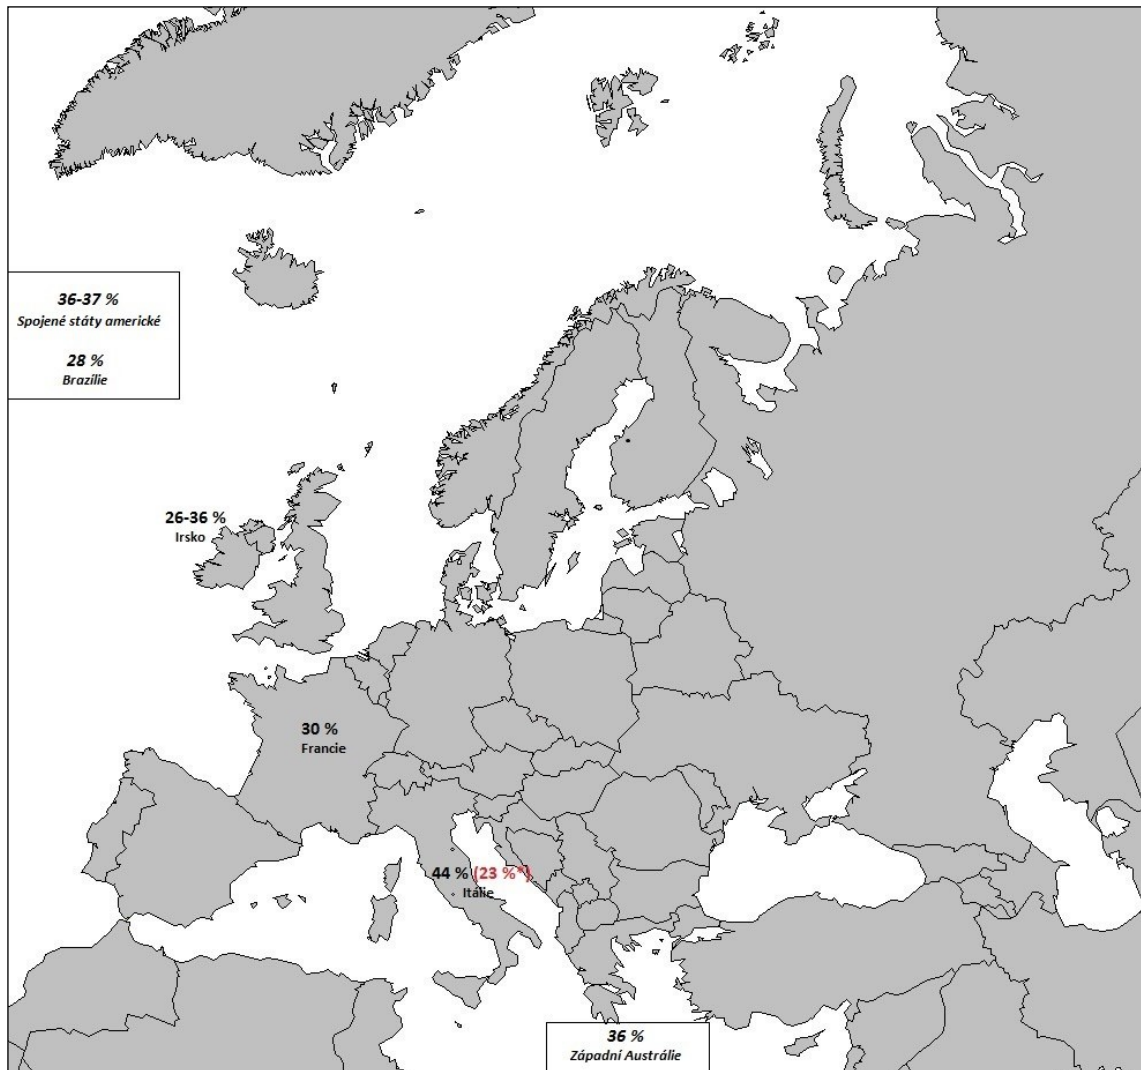 36-37 %
Spojené státy americké
28 %
Brazílie
26-36 %
Irsko
30 %
Francie
44 % (23 %*)
Itálie
36 %
Západní Austrálie